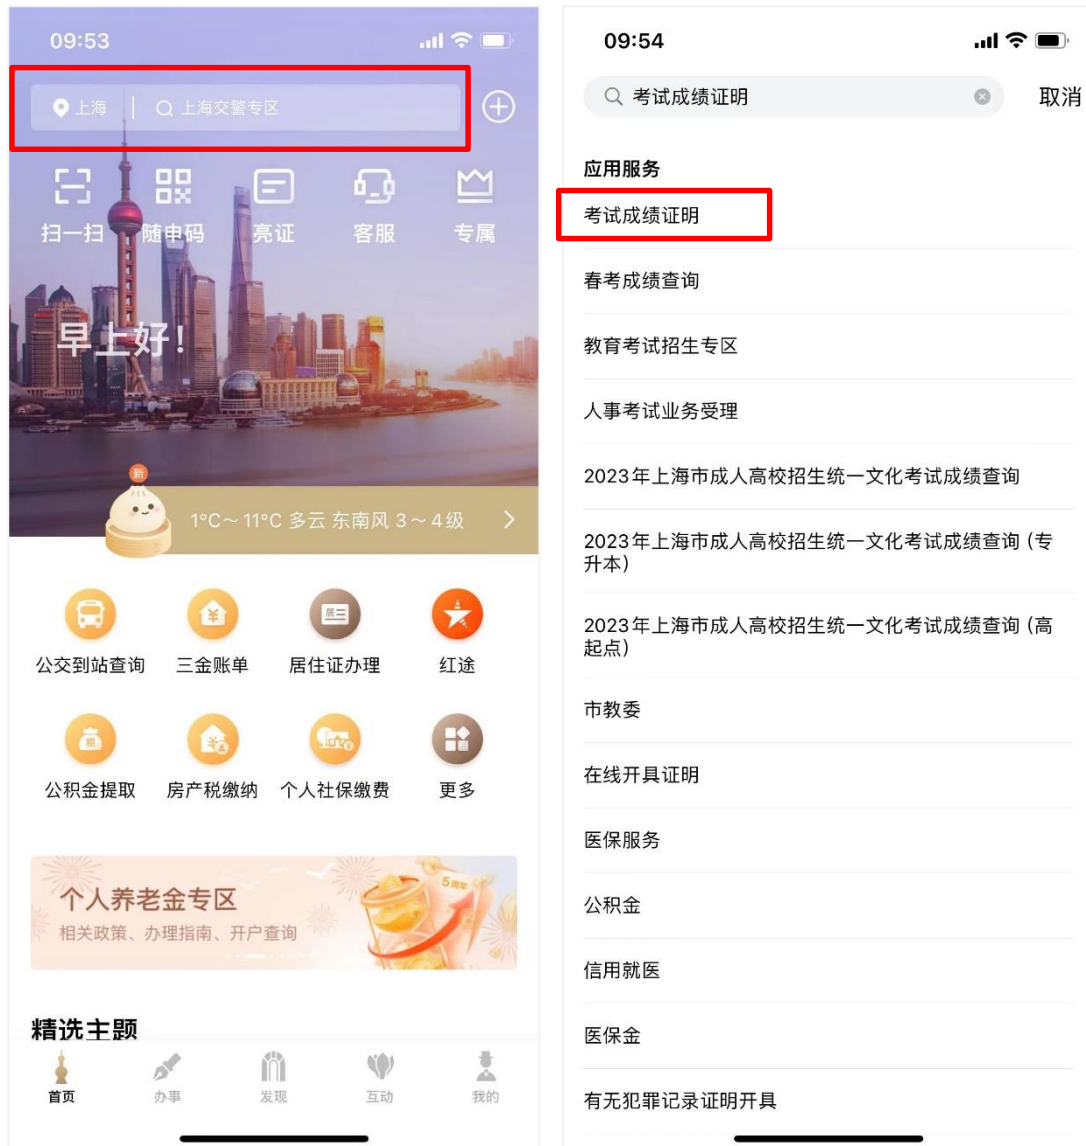 09:53
上海
上海交警专区
扫一扫
随申码
亮证
客服
专属
早上好!
新
1°C～11°C 多云 东南风 3～4级
公交到站查询
三金账单
居住证办理
红途
公积金提取
房产税缴纳
个人社保缴费
更多
个人养老金专区
5周年
相关政策、办理指南、开户查询
精选主题
首页
办事
发现
互动
我的
09:54
考试成绩证明
取消
应用服务
考试成绩证明
春考成绩查询
教育考试招生专区
人事考试业务受理
2023年上海市成人高校招生统一文化考试成绩查询
2023年上海市成人高校招生统一文化考试成绩查询（专
升本）
2023年上海市成人高校招生统一文化考试成绩查询（高
起点）
市教委
在线开具证明
医保服务
公积金
信用就医
医保金
有无犯罪记录证明开具